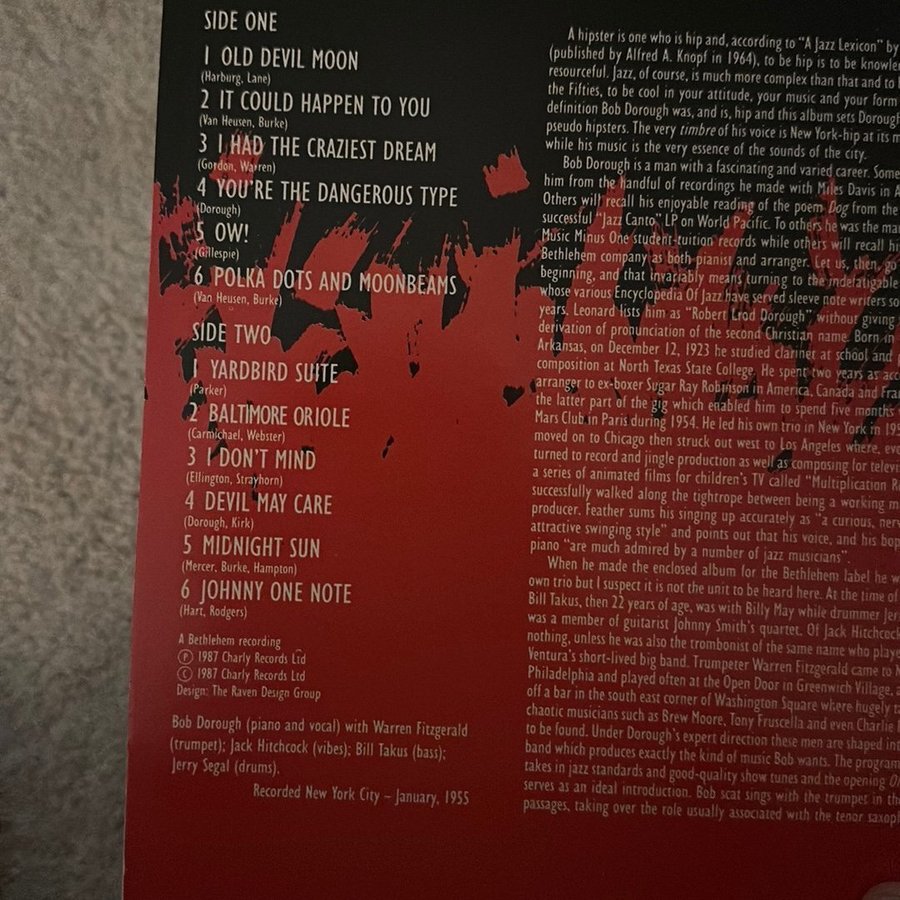 SIDE ONE
1 OLD DEVIL MOON
(Harburg, Lane)
2 IT COULD HAPPEN TO YOU
(Van Heusen, Burke)
3 I HAD THE CRAZIEST DREAM
(Gordon, Warren)
4 YOU'RE THE DANGEROUS TYPE
(Dorough)
5 OW!
(Gillespie)
6 POLKA DOTS AND MOONBEAMS
(Van Heusen, Burke)
SIDE TWO
1 YARDBIRD SUITE
(Parker)
2 BALTIMORE ORIOLE
(Carmichael, Webster)
3 I DON'T MIND
(Ellington, Strayhorn)
4 DEVIL MAY CARE
(Dorough, Kirk)
5 MIDNIGHT SUN
(Mercer, Burke, Hampton)
6 JOHNNY ONE NOTE
(Hart, Rodgers)
A Bethlehem recording
Ⓟ 1987 Charly Records Ltd
© 1987 Charly Records Ltd
Design: The Raven Design Group
Bob Dorough (piano and vocal) with Warren Fitzgerald
(trumpet); Jack Hitchcock (vibes); Bill Takus (bass);
Jerry Segal (drums).
Recorded New York City – January, 1955
A hipster is one who is hip and, according to "A Jazz Lexicon" by
(published by Alfred A. Knopf in 1964), to be hip is to be
resourceful. Jazz, of course, is much more complex than that and to
the Fifties, to be cool in your attitude, your music and your form
definition Bob Dorough was, and is, hip and this album sets
pseudo hipsters. The very timbre of his voice is New York-hip at its
while his music is the very essence of the sounds of the city.
Bob Dorough is a man with a fascinating and varied career. Some
him from the handful of recordings he made with Miles Davis in
Others will recall his enjoyable reading of the poem Dog from the
successful "Jazz Canto" LP on World Pacific. To others he was the
Music Minus One student-tuition records while others will recall
Bethlehem company as both pianist and arranger. Let us, then, go
beginning, and that invariably means turning to the indefatigable
whose various Encyclopedia Of Jazz have served sleeve note writers
years. Leonard lists him as "Robert Lrod Dorough", without giving
derivation of pronunciation of the second Christian name. Born in
Arkansas, on December 12, 1923 he studied clarinet at school and
composition at North Texas State College. He spent two years as
arranger to ex-boxer Sugar Ray Robinson in America, Canada and
the latter part of the gig which enabled him to spend five months
Mars Club in Paris during 1954. He led his own trio in New York in
moved on to Chicago then struck out west to Los Angeles where,
turned to record and jingle production as well as composing for
a series of animated films for children's TV called "Multiplication
successfully walked along the tightrope between being a working
producer. Feather sums his singing up accurately as "a curious,
attractive swinging style" and points out that his voice, and his
piano "are much admired by a number of jazz musicians".
When he made the enclosed album for the Bethlehem label he
own trio but I suspect it is not the unit to be heard here. At the time of
Bill Takus, then 22 years of age, was with Billy May while drummer
was a member of guitarist Johnny Smith's quartet. Of Jack Hitchcock
nothing, unless he was also the trombonist of the same name who
Ventura's short-lived big band. Trumpeter Warren Fitzgerald came to
Philadelphia and played often at the Open Door in Greenwich Village,
off a bar in the south east corner of Washington Square where hugely
chaotic musicians such as Brew Moore, Tony Fruscella and even Charlie
to be found. Under Dorough's expert direction these men are shaped
band which produces exactly the kind of music Bob wants. The
takes in jazz standards and good-quality show tunes and the opening
serves as an ideal introduction. Bob scat sings with the trumpet in
passages, taking over the role usually associated with the tenor